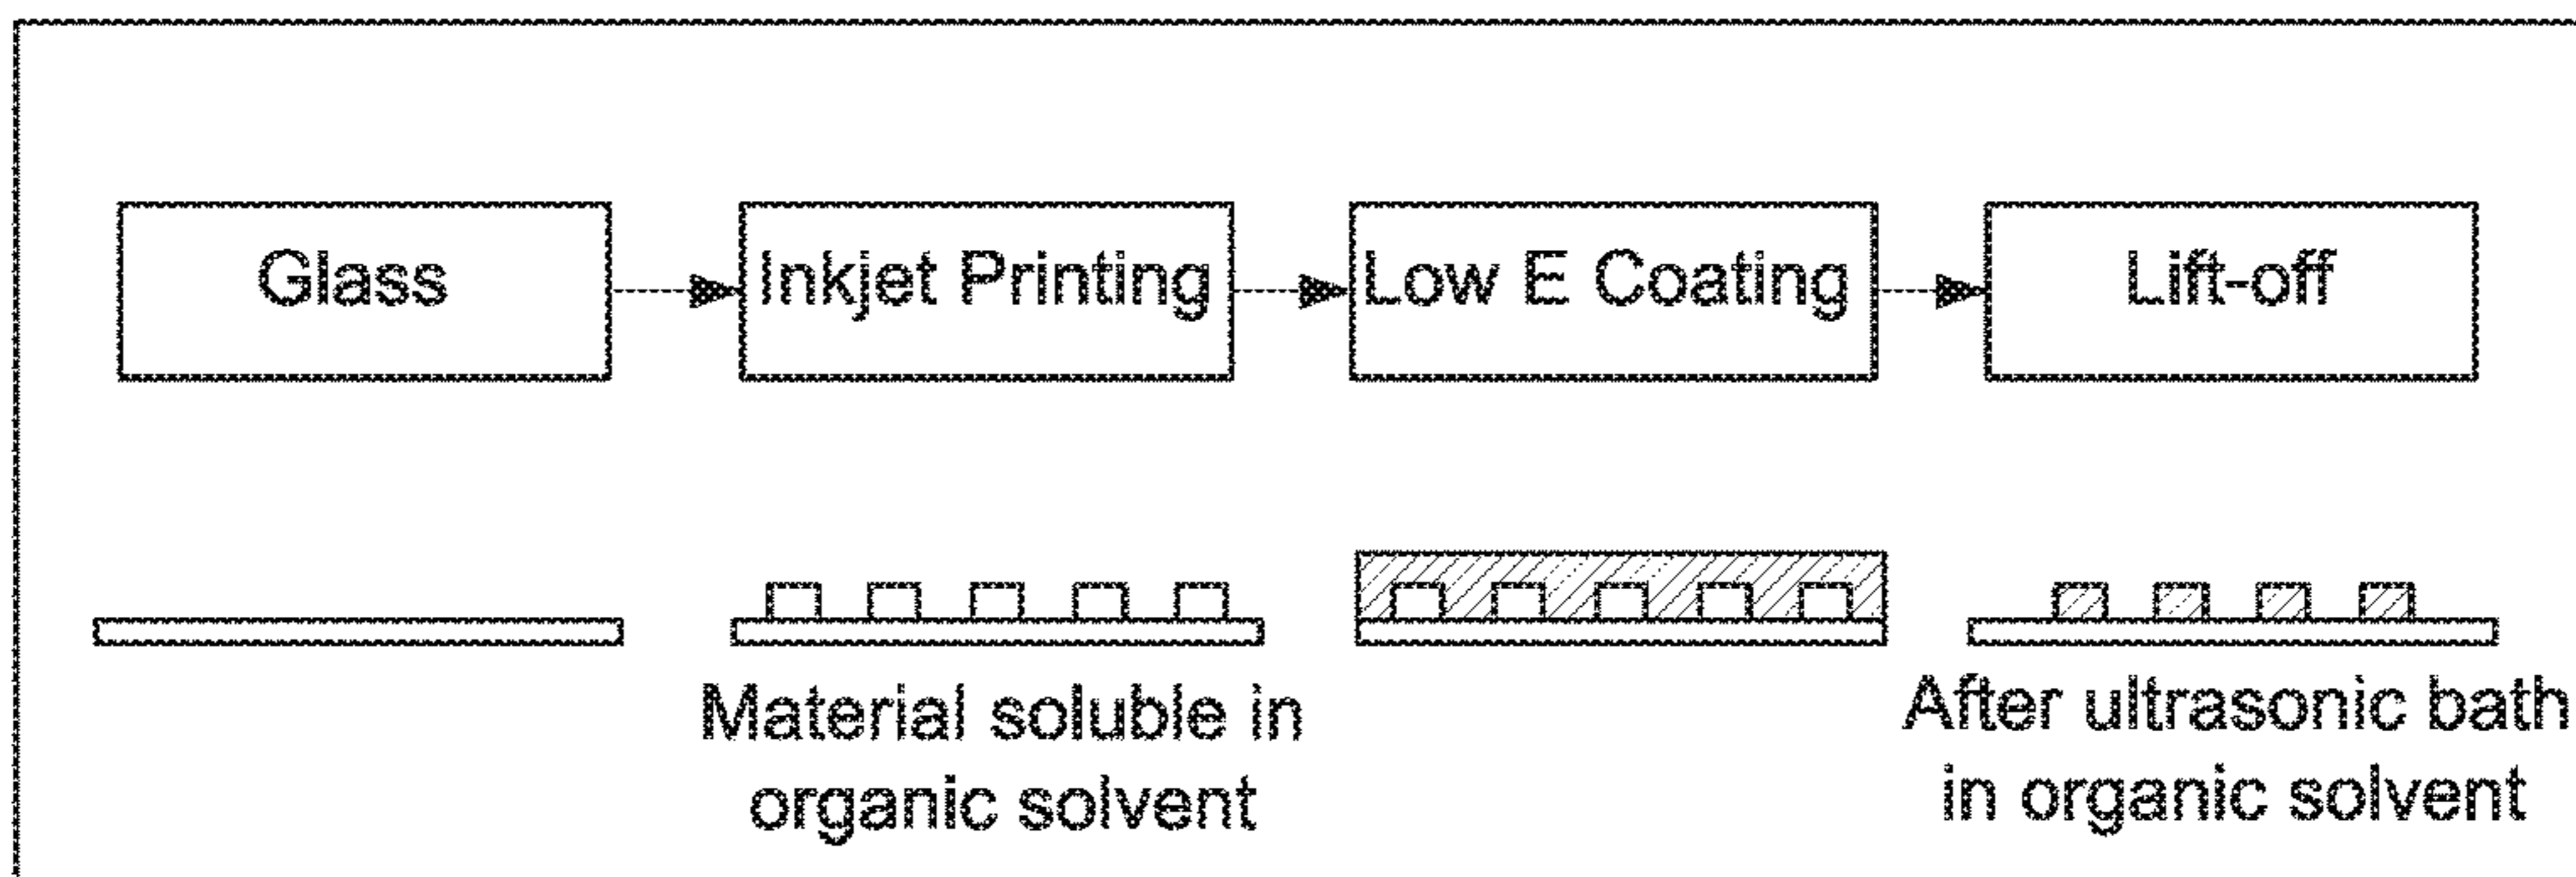 Glass
Inkjet Printing
Low E Coating
Lift-off
Material soluble in
organic solvent
After ultrasonic bath
in organic solvent